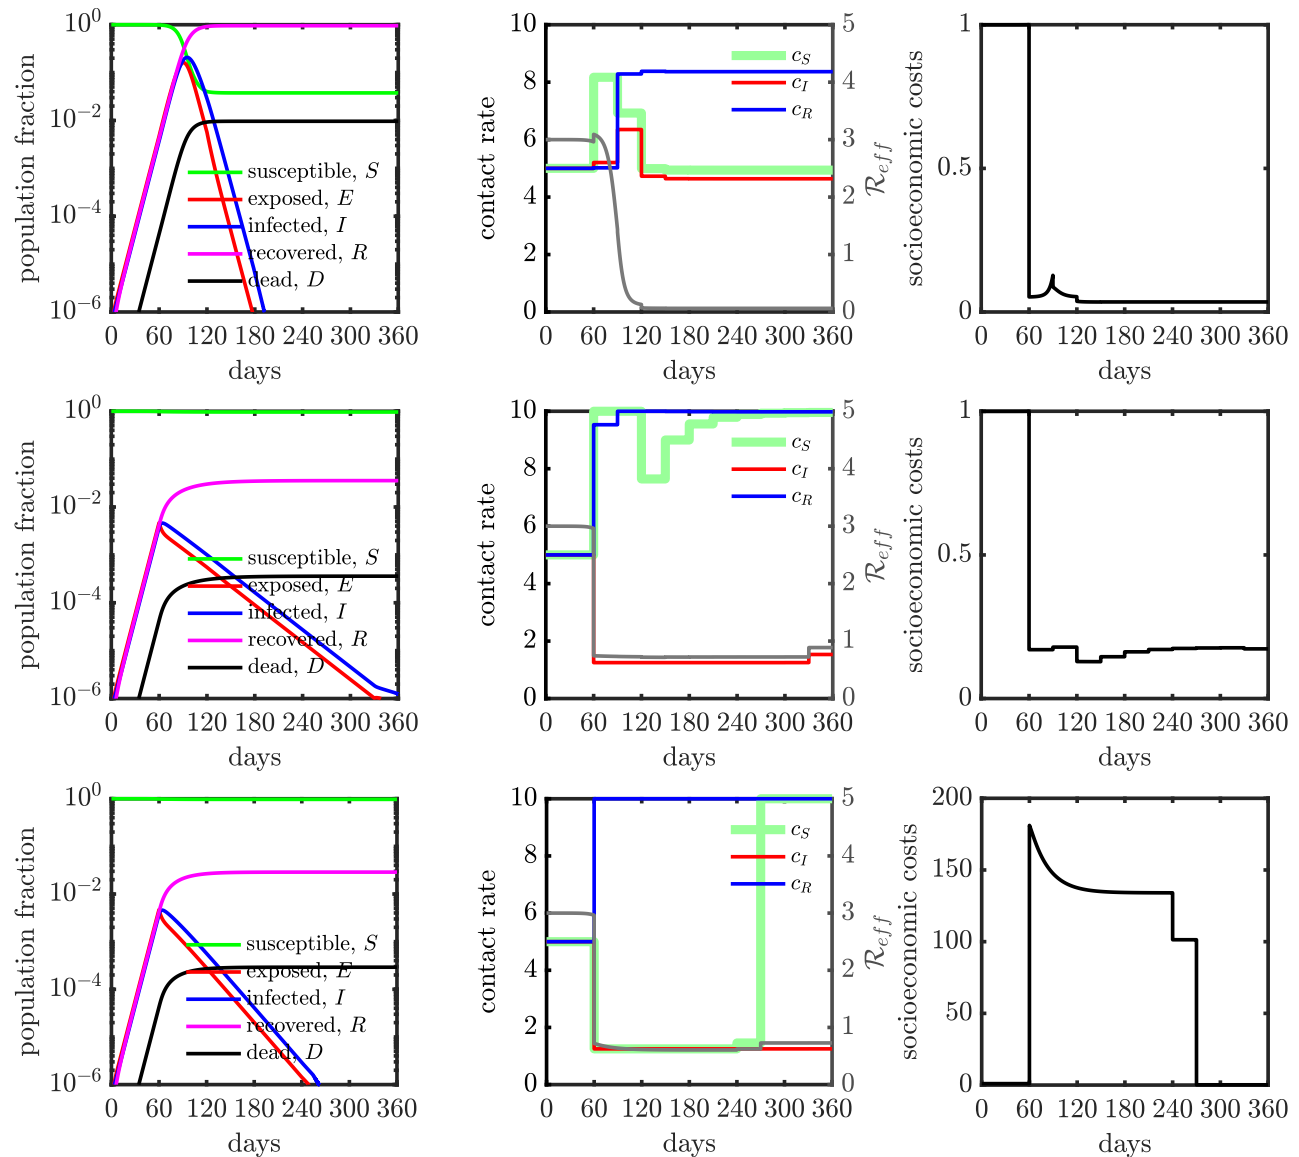 population fraction
10^0
10^-2
10^-4
10^-6
susceptible, S
exposed, E
infected, I
recovered, R
dead, D
0 60 120 180 240 300 360
days
contact rate
10
8
6
4
2
0
c_S
c_I
c_R
5
4
3
2
1
0
R_eff
0 60 120 180 240 300 360
days
socioeconomic costs
1
0.5
0
0 60 120 180 240 300 360
days
population fraction
10^0
10^-2
10^-4
10^-6
susceptible, S
exposed, E
infected, I
recovered, R
dead, D
0 60 120 180 240 300 360
days
contact rate
10
8
6
4
2
0
c_S
c_I
c_R
5
4
3
2
1
0
R_eff
0 60 120 180 240 300 360
days
socioeconomic costs
1
0.5
0
0 60 120 180 240 300 360
days
population fraction
10^0
10^-2
10^-4
10^-6
susceptible, S
exposed, E
infected, I
recovered, R
dead, D
0 60 120 180 240 300 360
days
contact rate
10
8
6
4
2
0
c_S
c_I
c_R
5
4
3
2
1
0
R_eff
0 60 120 180 240 300 360
days
socioeconomic costs
200
150
100
50
0
0 60 120 180 240 300 360
days